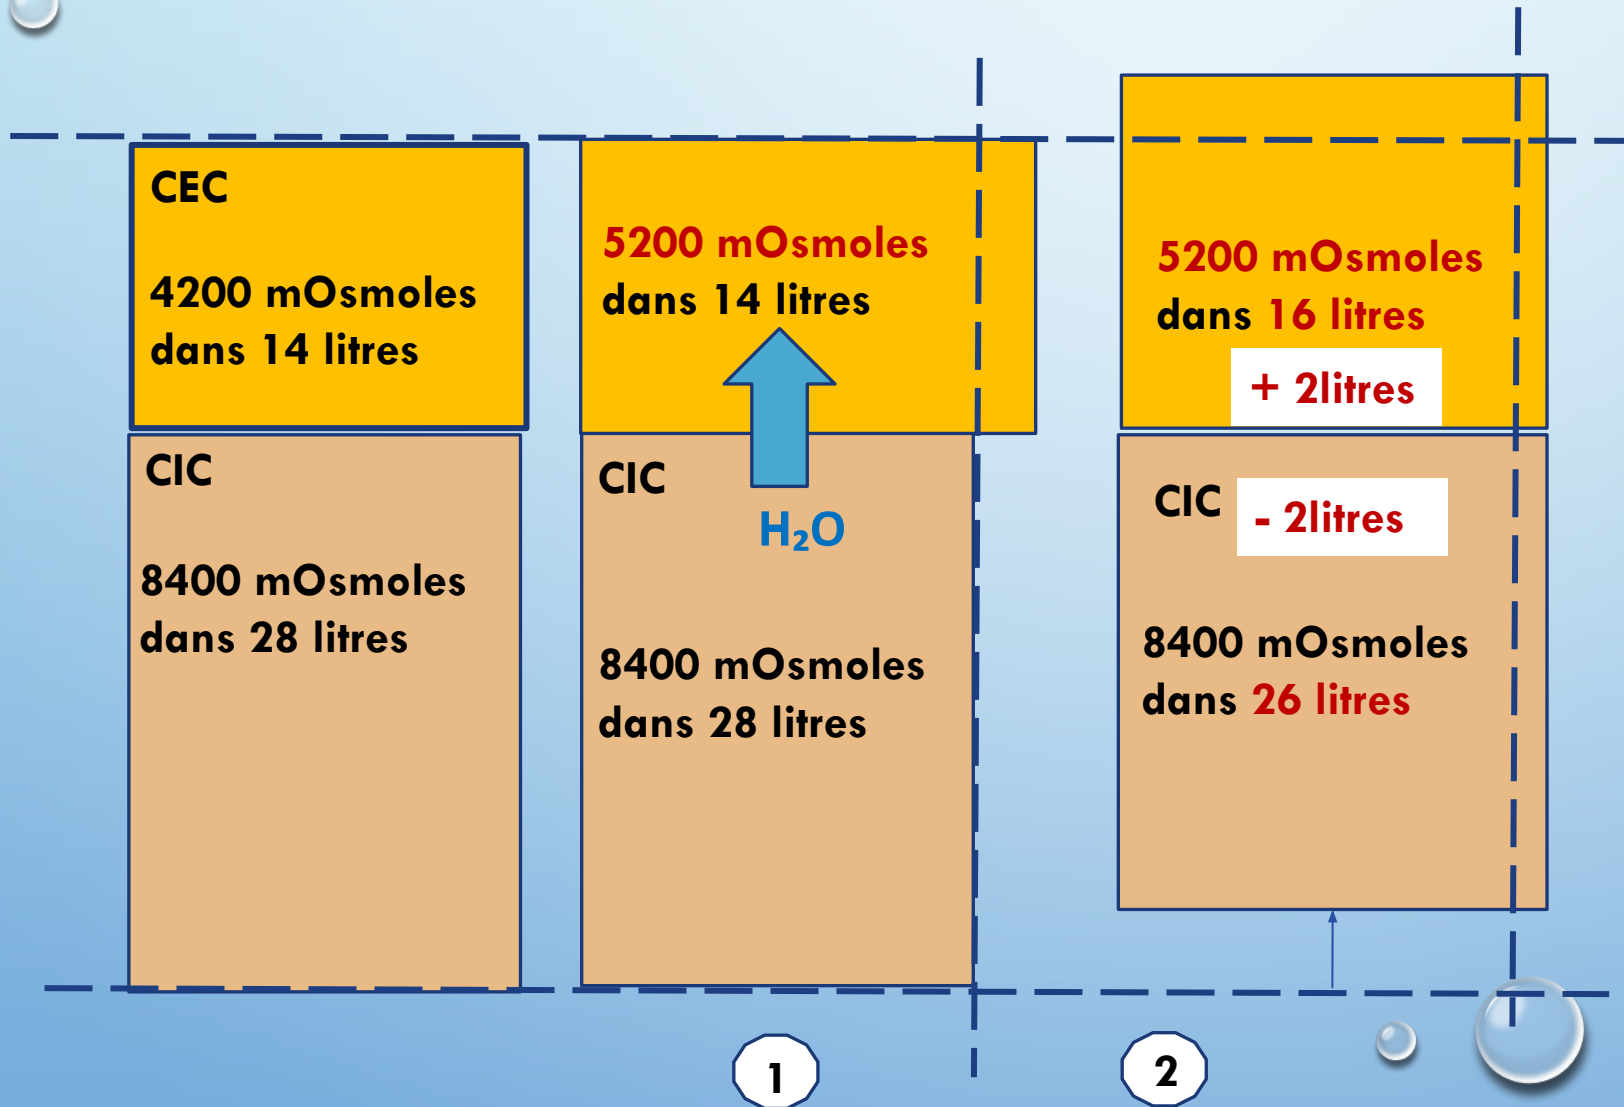 CEC
4200 mOsmoles
dans 14 litres
CIC
8400 mOsmoles
dans 28 litres
5200 mOsmoles
dans 14 litres
CIC
H₂O
8400 mOsmoles
dans 28 litres
1
5200 mOsmoles
dans 16 litres
+ 2litres
CIC
- 2litres
8400 mOsmoles
dans 26 litres
2